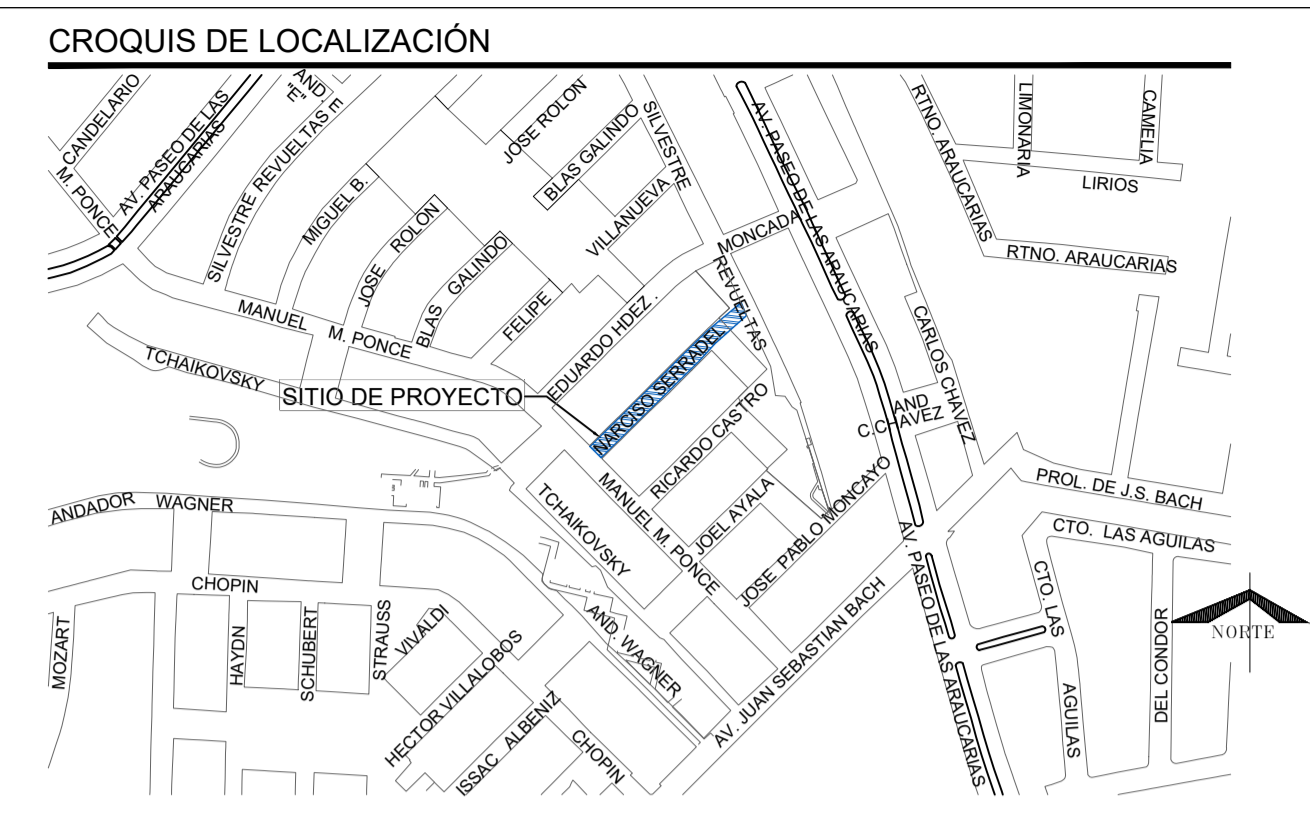 CROQUIS DE LOCALIZACIÓN
CANDELARIO
M. PONCE
AV. PASEO DE LAS
ARAUCARIAS
AND
"E"
SILVESTRE REVUELTAS E
MIGUEL B.
JOSE ROLON
BLAS GALINDO
FELIPE
JOSE ROLON
BLAS GALINDO
VILLANUEVA
SILVESTRE
REVUELTAS
AV. PASEO DE LAS ARAUCARIAS
RTNO. ARAUCARIAS
LIMONARIA
CAMELIA
LIRIOS
RTNO. ARAUCARIAS
MANUEL M. PONCE
TCHAIKOVSKY
EDUARDO HDEZ.. MONCADA
CARLOS CHAVEZ
SITIO DE PROYECTO
NARCISO SERRADEL
RICARDO CASTRO
AND
C.CHAVEZ
JOEL AYALA
JOSE PABLO MONCAYO
MANUEL M. PONCE
TCHAIKOVSKY
ANDADOR WAGNER
PROL. DE J.S. BACH
CTO. LAS AGUILAS
CTO. LAS
AGUILAS
DEL CONDOR
NORTE
CHOPIN
MOZART
HAYDN
SCHUBERT
STRAUSS
VIVALDI
HECTOR VILLALOBOS
ISSAC ALBENIZ
CHOPIN
AND. WAGNER
AV. JUAN SEBASTIAN BACH
AV. PASEO DE LAS ARAUCARIAS